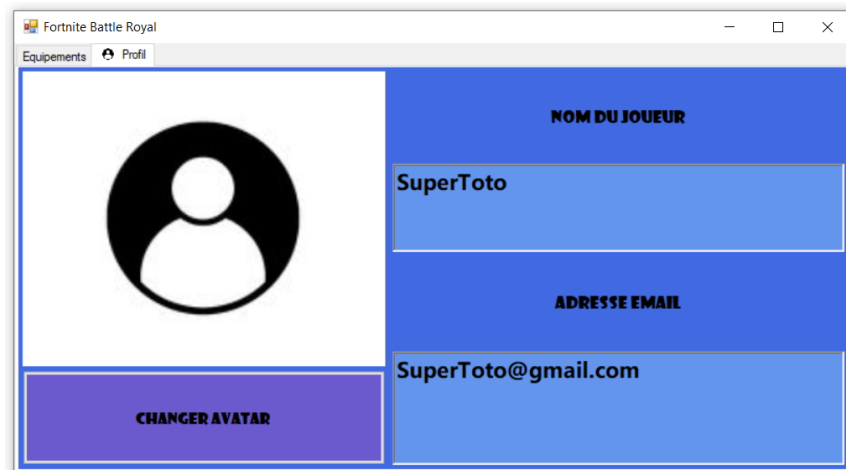 Fortnite Battle Royal
Equipements Profil
NOM DU JOUEUR
SuperToto
ADRESSE EMAIL
SuperToto@gmail.com
CHANGER AVATAR